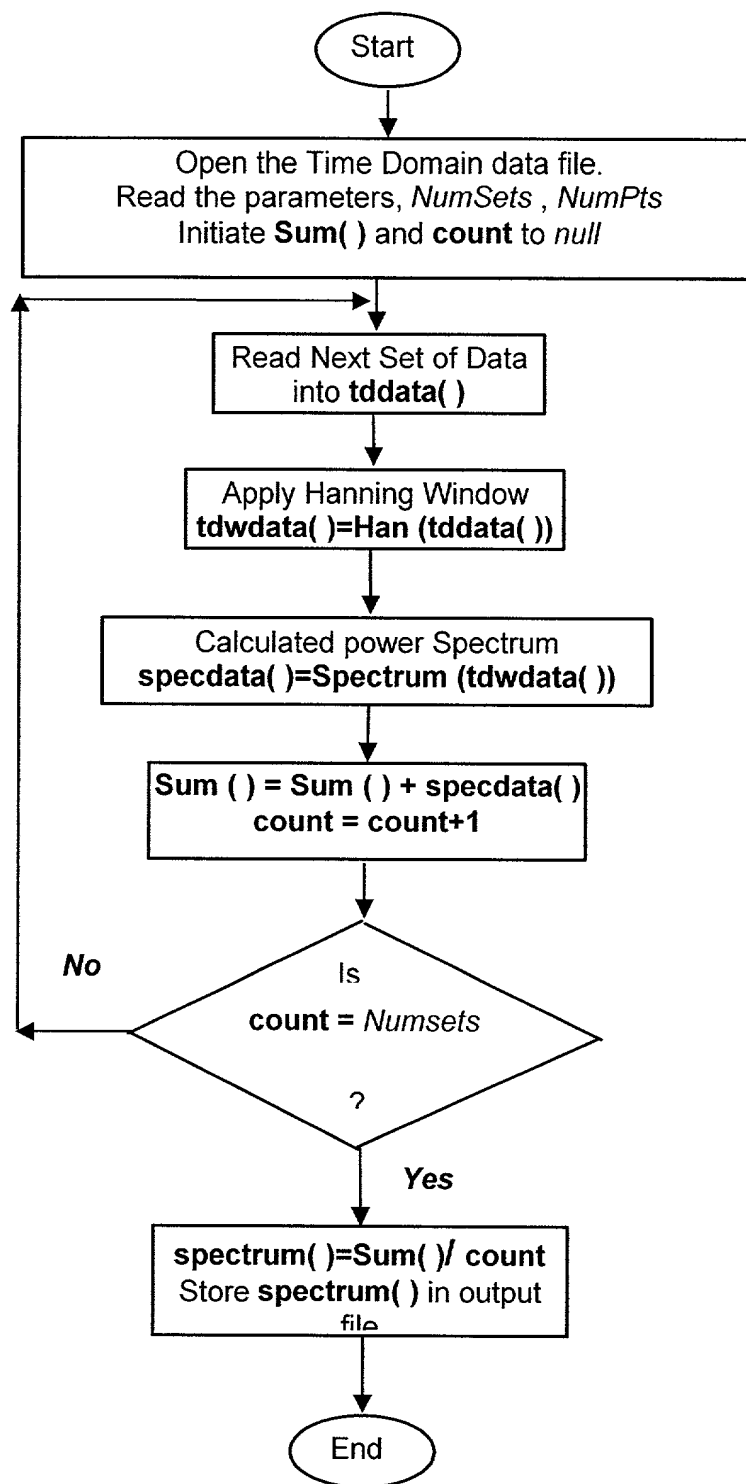 Start
Open the Time Domain data file.
Read the parameters, NumSets , NumPts
Initiate Sum( ) and count to null
Read Next Set of Data
into tddata( )
Apply Hanning Window
tdwdata( )=Han (tddata( ))
Calculated power Spectrum
specdata( )=Spectrum (tdwdata( ))
Sum ( ) = Sum ( ) + specdata( )
count = count+1
No
Is
count = Numsets
?
Yes
spectrum( )=Sum( )/ count
Store spectrum( ) in output
file
End